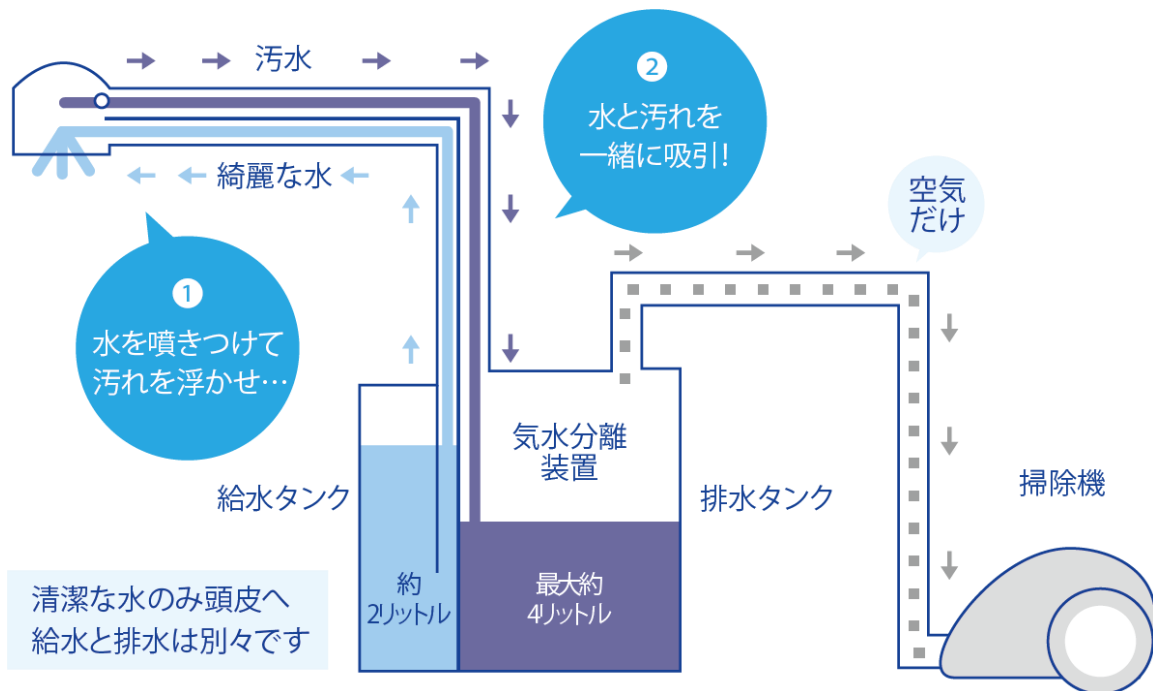 汚水
❷
水と汚れを
一緒に吸引!
綺麗な水
空気
だけ
❶
水を噴きつけて
汚れを浮かせ…
気水分離
装置
給水タンク
排水タンク
掃除機
約
2リットル
最大約
4リットル
清潔な水のみ頭皮へ
給水と排水は別々です